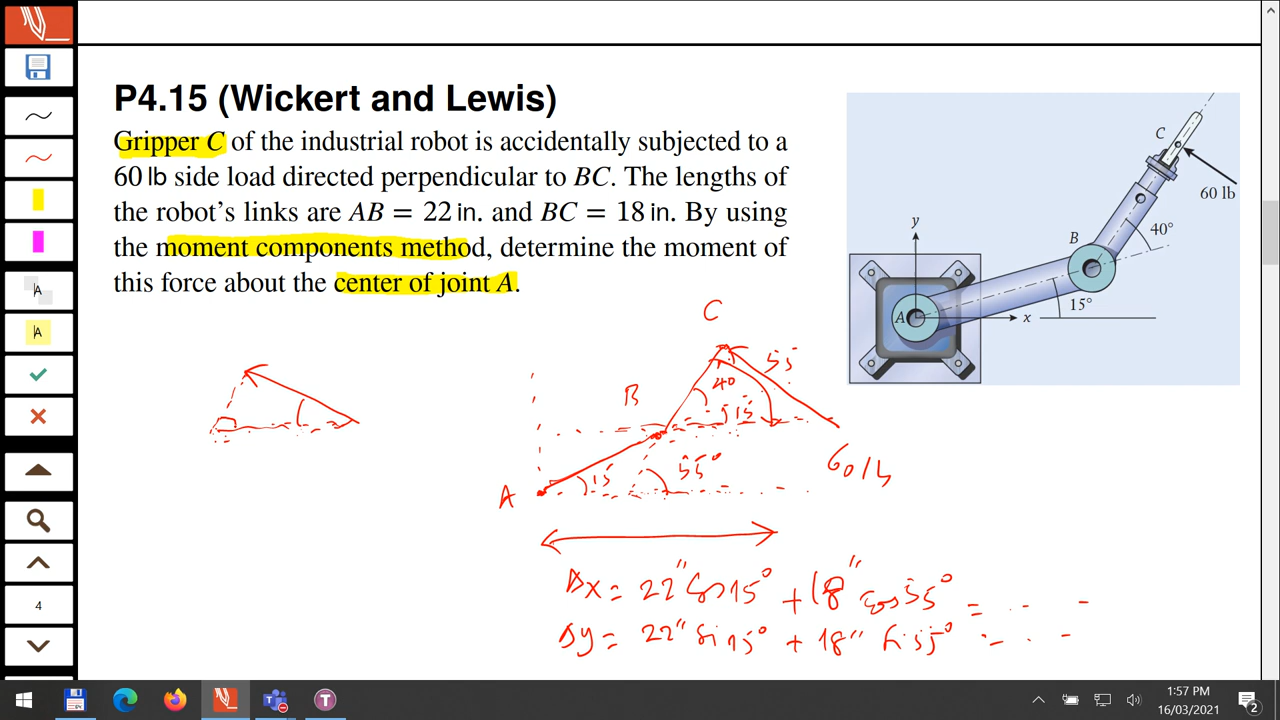 P4.15 (Wickert and Lewis)
Gripper C of the industrial robot is accidentally subjected to a
60 lb side load directed perpendicular to BC. The lengths of
the robot's links are AB = 22 in. and BC = 18 in. By using
the moment components method, determine the moment of
this force about the center of joint A.
C
60 lb
y
B
40°
A
x
15°
C
55
B
40
15
60 lb
A
15
55°
Δx = 22" cos 15° + 18" cos 55° = ... -
Δy = 22" sin 15° + 18" sin 55° = . -
A
A
4
T
1:57 PM
16/03/2021
2